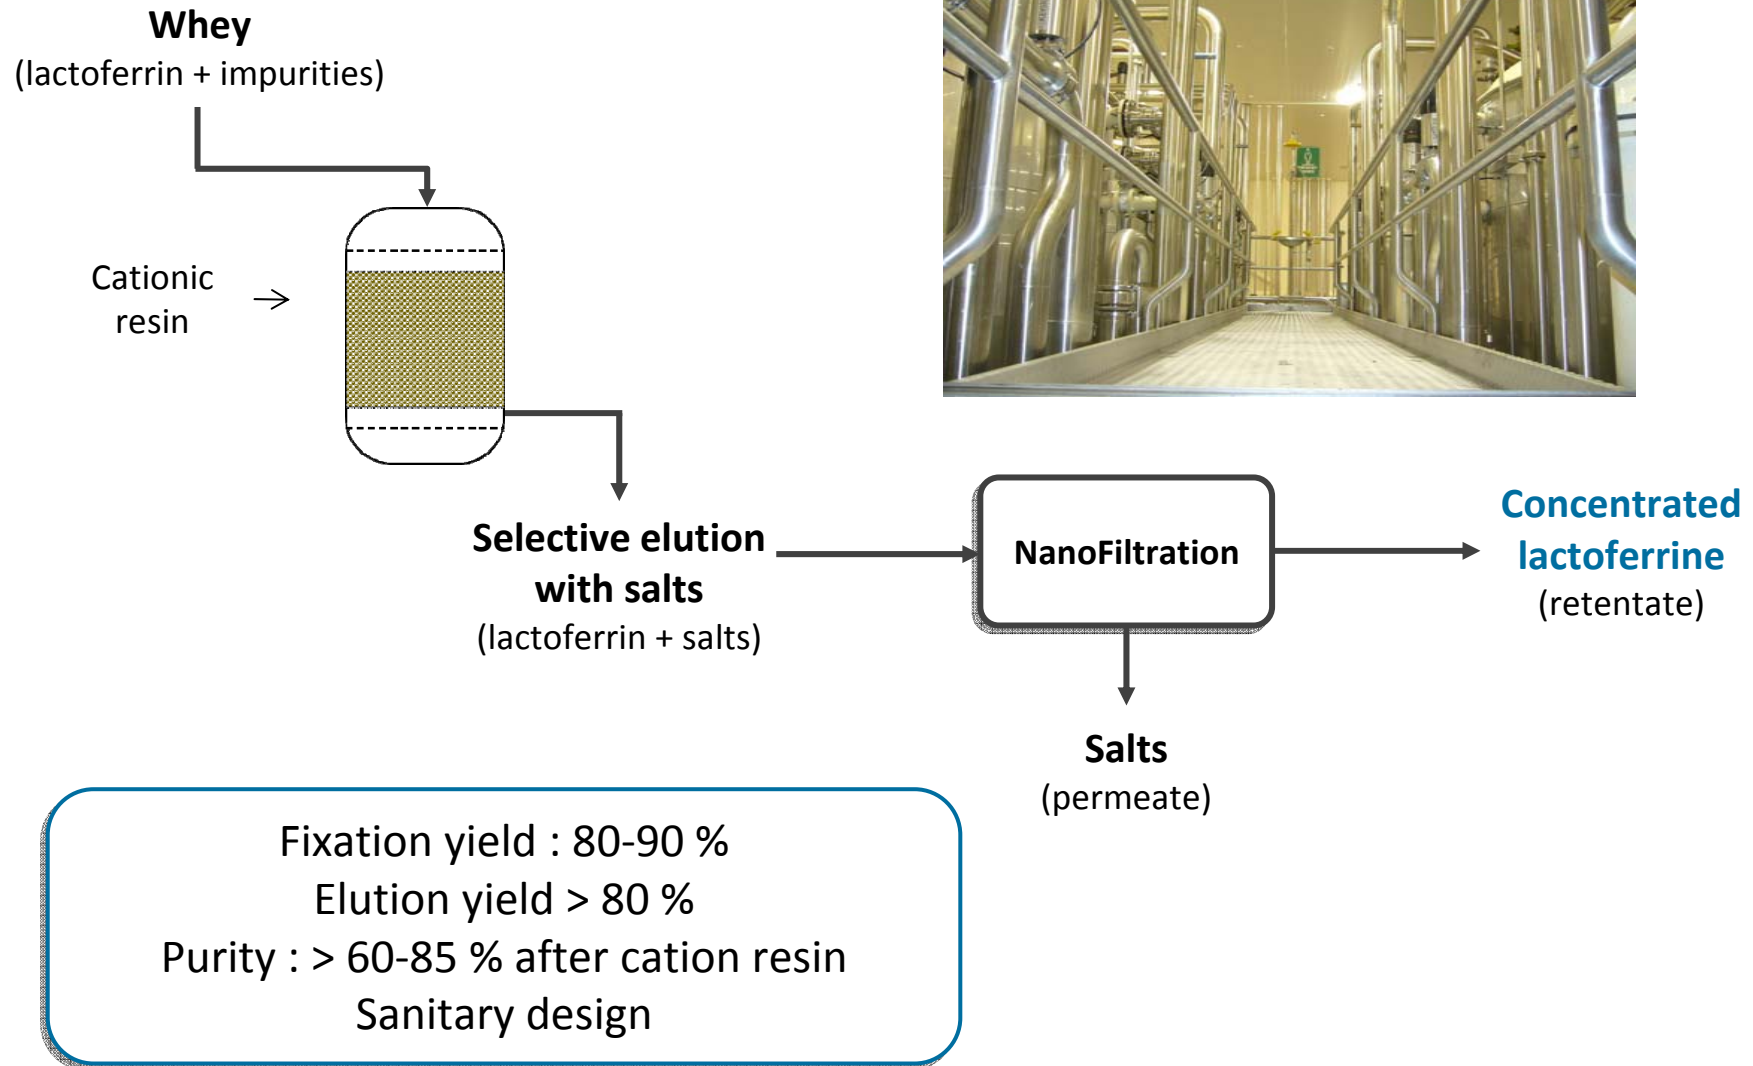 Whey
(lactoferrin + impurities)
Cationic
resin
Selective elution
with salts
(lactoferrin + salts)
NanoFiltration
Concentrated
lactoferrine
(retentate)
Salts
(permeate)
Fixation yield : 80-90 %
Elution yield > 80 %
Purity : > 60-85 % after cation resin
Sanitary design